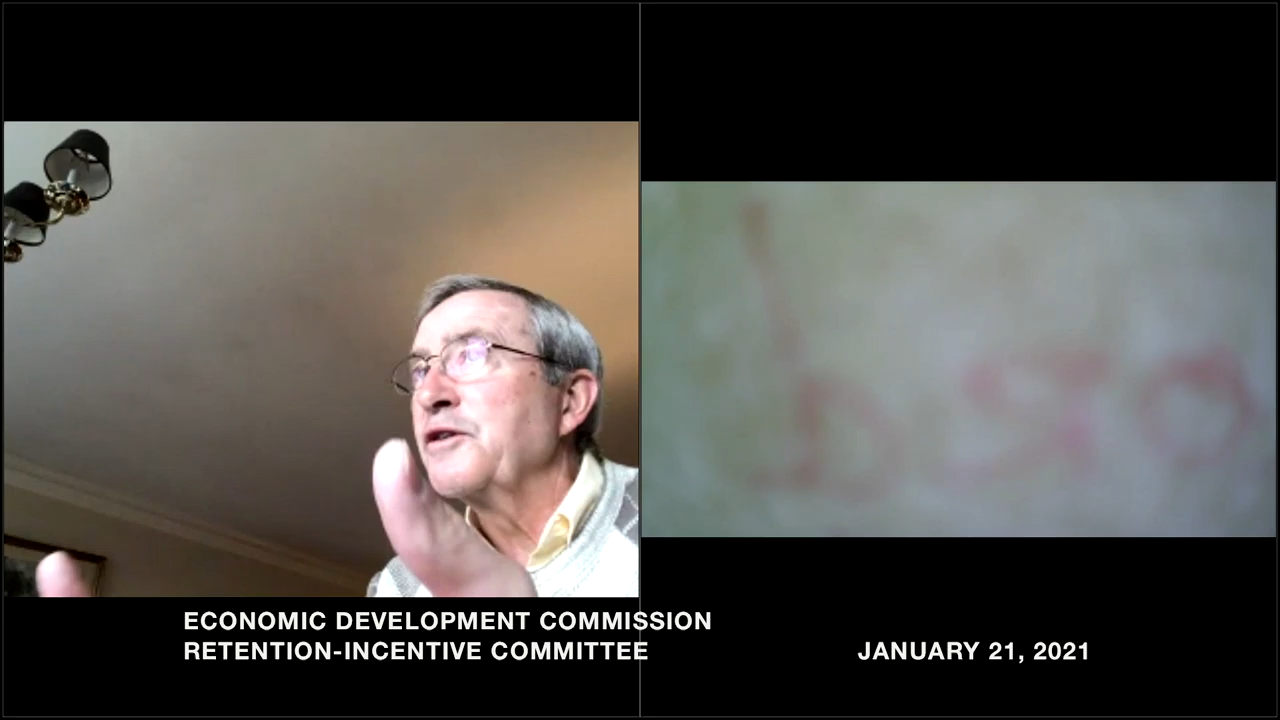 ECONOMIC DEVELOPMENT COMMISSION
RETENTION-INCENTIVE COMMITTEE
JANUARY 21, 2021